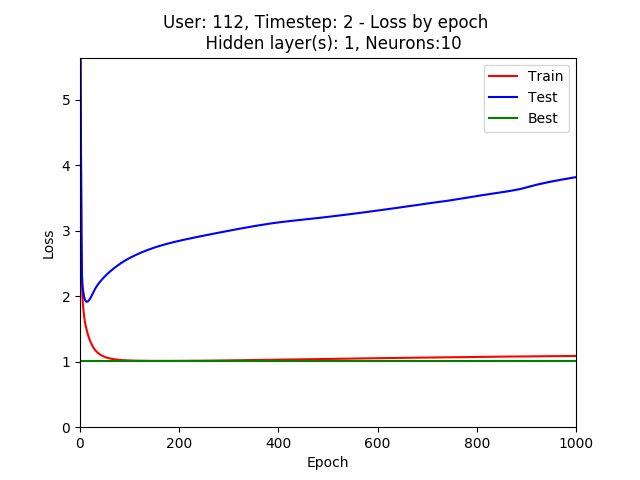 User: 112, Timestep: 2 - Loss by epoch
Hidden layer(s): 1, Neurons:10
Train
Test
Best
Loss
5
4
3
2
1
0
0 200 400 600 800 1000
Epoch